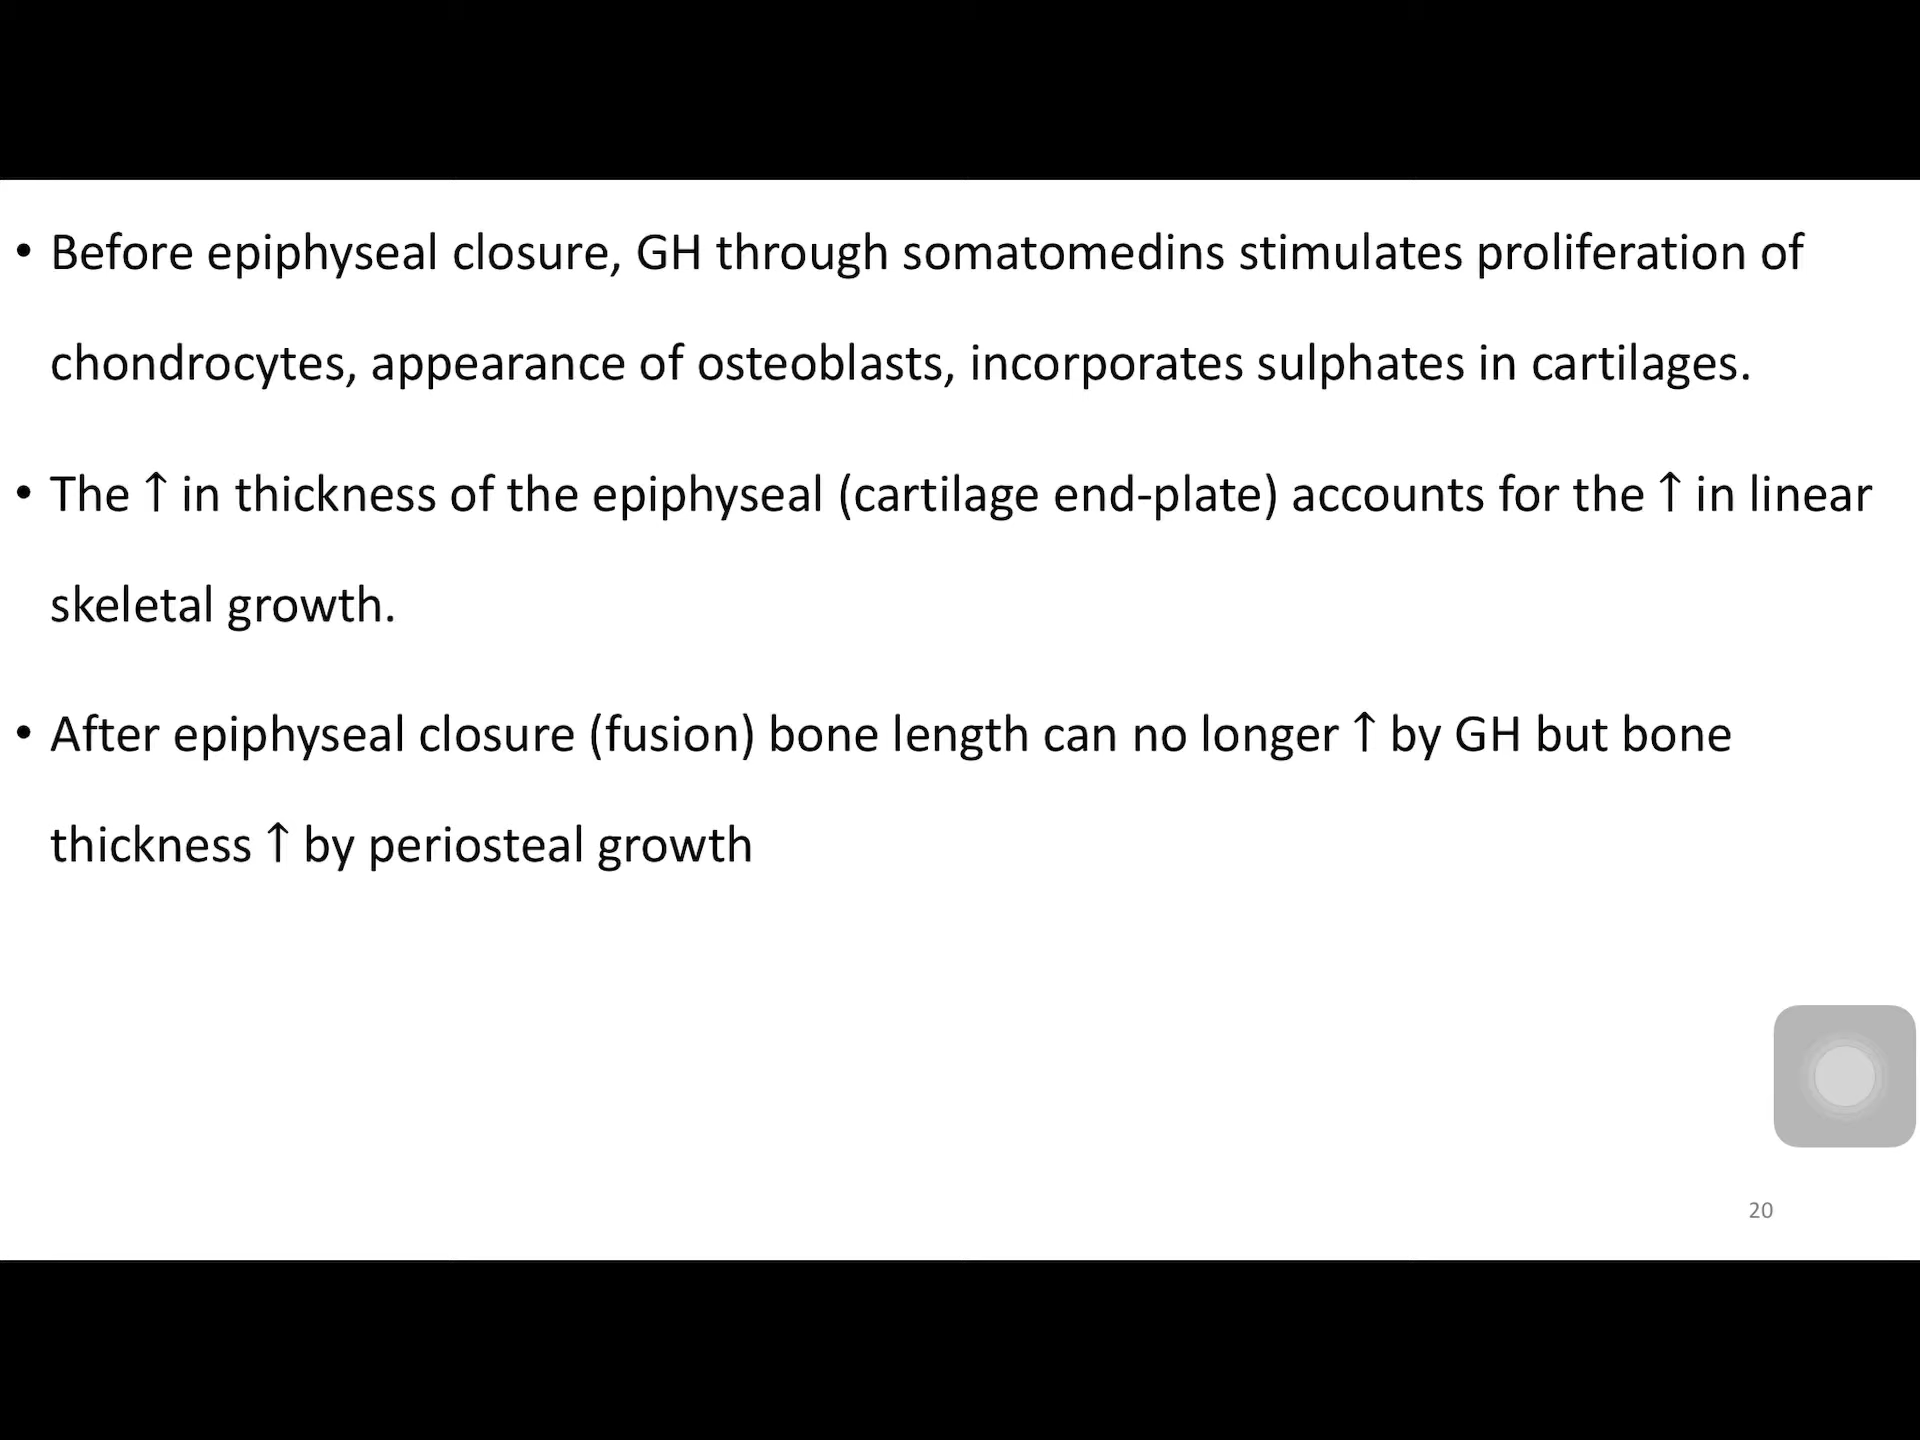 • Before epiphyseal closure, GH through somatomedins stimulates proliferation of
chondrocytes, appearance of osteoblasts, incorporates sulphates in cartilages.
• The ↑ in thickness of the epiphyseal (cartilage end-plate) accounts for the ↑ in linear
skeletal growth.
• After epiphyseal closure (fusion) bone length can no longer ↑ by GH but bone
thickness ↑ by periosteal growth
20